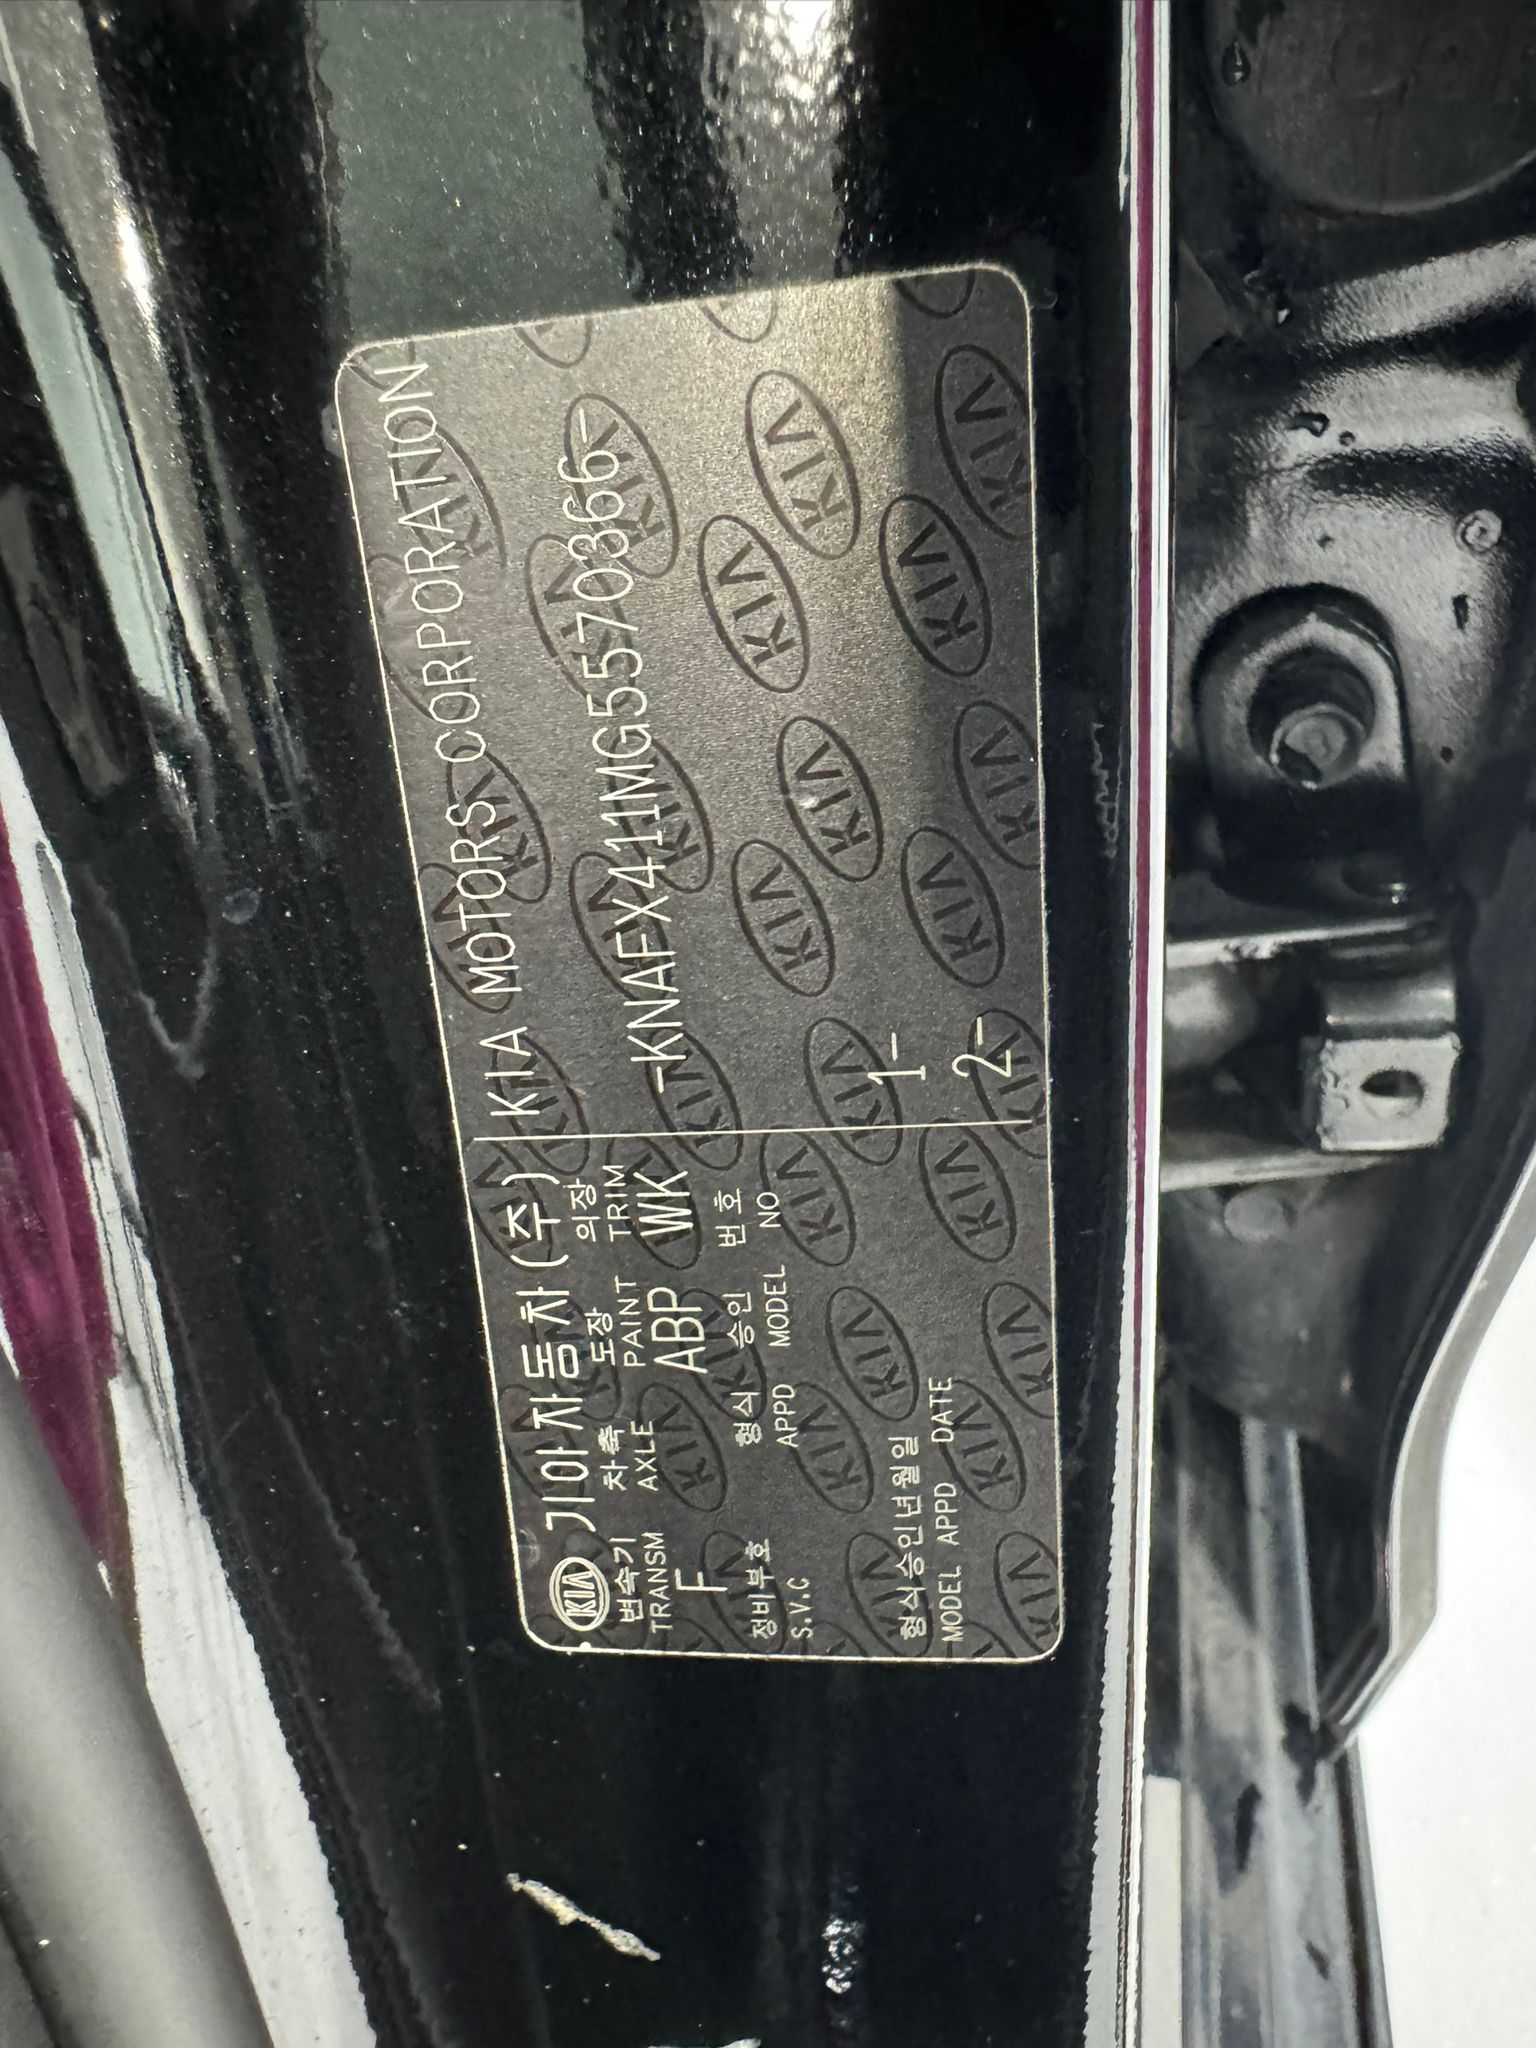 KIA 기아자동차(주) KIA MOTORS CORPORATION
변속기 차축 도장 의장
TRANSM AXLE PAINT TRIM
F ABP WK -KNAFX411MG5570366-
정비부호 형식 승인 번호
S.V.C APPD MODEL NO
1-
형식승인년월일
MODEL APPD DATE
2-